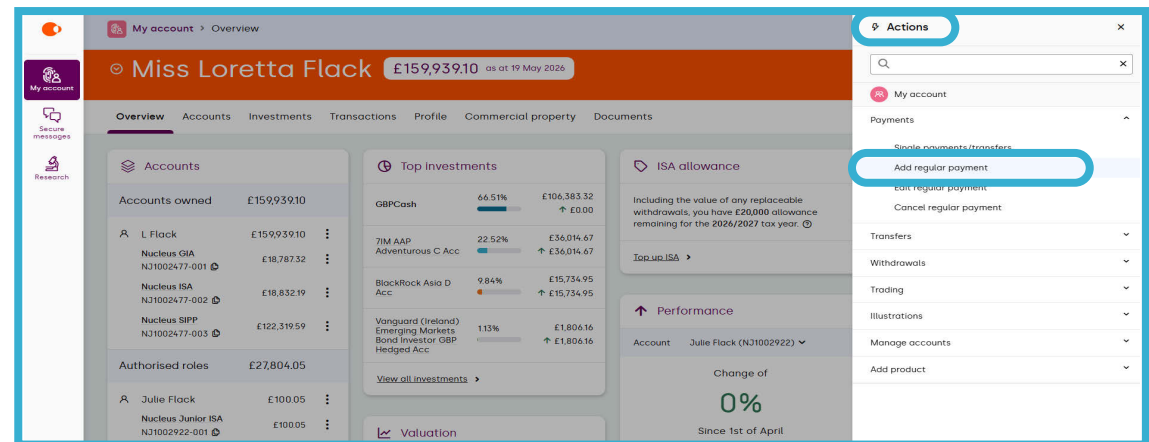 My account > Overview
Miss Loretta Flack £159,939.10 as at 19 May 2026
My account
Secure
messages
Research
Overview Accounts Investments Transactions Profile Commercial property Documents
Accounts
Accounts owned £159,939.10
L Flack £159,939.10
Nucleus GIA
NJ1002477-001
£18,787.32
Nucleus ISA
NJ1002477-002
£18,832.19
Nucleus SIPP
NJ1002477-003
£122,319.59
Authorised roles £27,804.05
Julie Flack £100.05
Nucleus Junior ISA
NJ1002922-001
£100.05
Top investments
GBPCash
66.51%
£106,383.32
↑ £0.00
7IM AAP
Adventurous C Acc
22.52%
£36,014.67
↑ £36,014.67
BlackRock Asia D
Acc
9.84%
£15,734.95
↑ £15,734.95
Vanguard (Ireland)
Emerging Markets
Bond Investor GBP
Hedged Acc
1.13%
£1,806.16
↑ £1,806.16
View all investments >
Valuation
ISA allowance
Including the value of any replaceable
withdrawals, you have £20,000 allowance
remaining for the 2026/2027 tax year.
Top up ISA >
Performance
Account Julie Flack (NJ1002922)
Change of
0%
Since 1st of April
Actions
My account
Payments
Single payments/transfers
Add regular payment
Edit regular payment
Cancel regular payment
Transfers
Withdrawals
Trading
Illustrations
Manage accounts
Add product